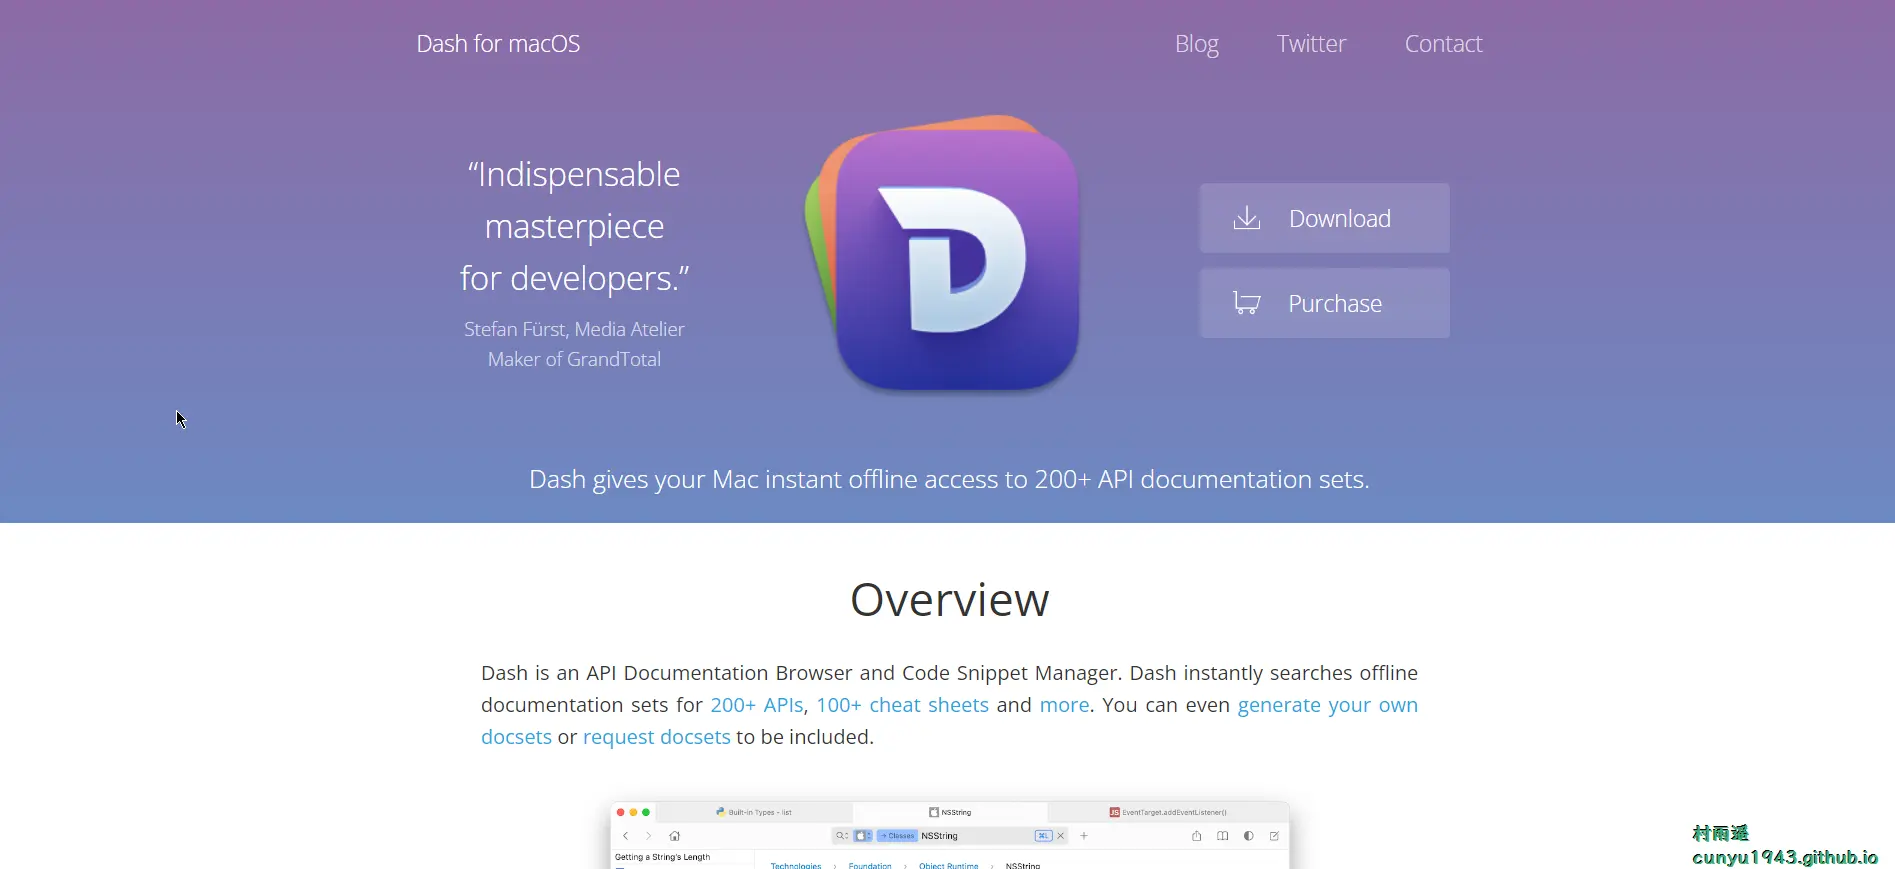 Dash for macOS
Blog
Twitter
Contact
“Indispensable
masterpiece
for developers.”
Stefan Fürst, Media Atelier
Maker of GrandTotal
D
Download
Purchase
Dash gives your Mac instant offline access to 200+ API documentation sets.
Overview
Dash is an API Documentation Browser and Code Snippet Manager. Dash instantly searches offline
documentation sets for 200+ APIs, 100+ cheat sheets and more. You can even generate your own
docsets or request docsets to be included.
Built-in Types - list
NSString
JS EventTarget.addEventListener()
→ Classes NSString
⌘L
Getting a String's Length
Technologies › Foundation › Object Runtime › NSString
村雨遥
cunyu1943.github.io